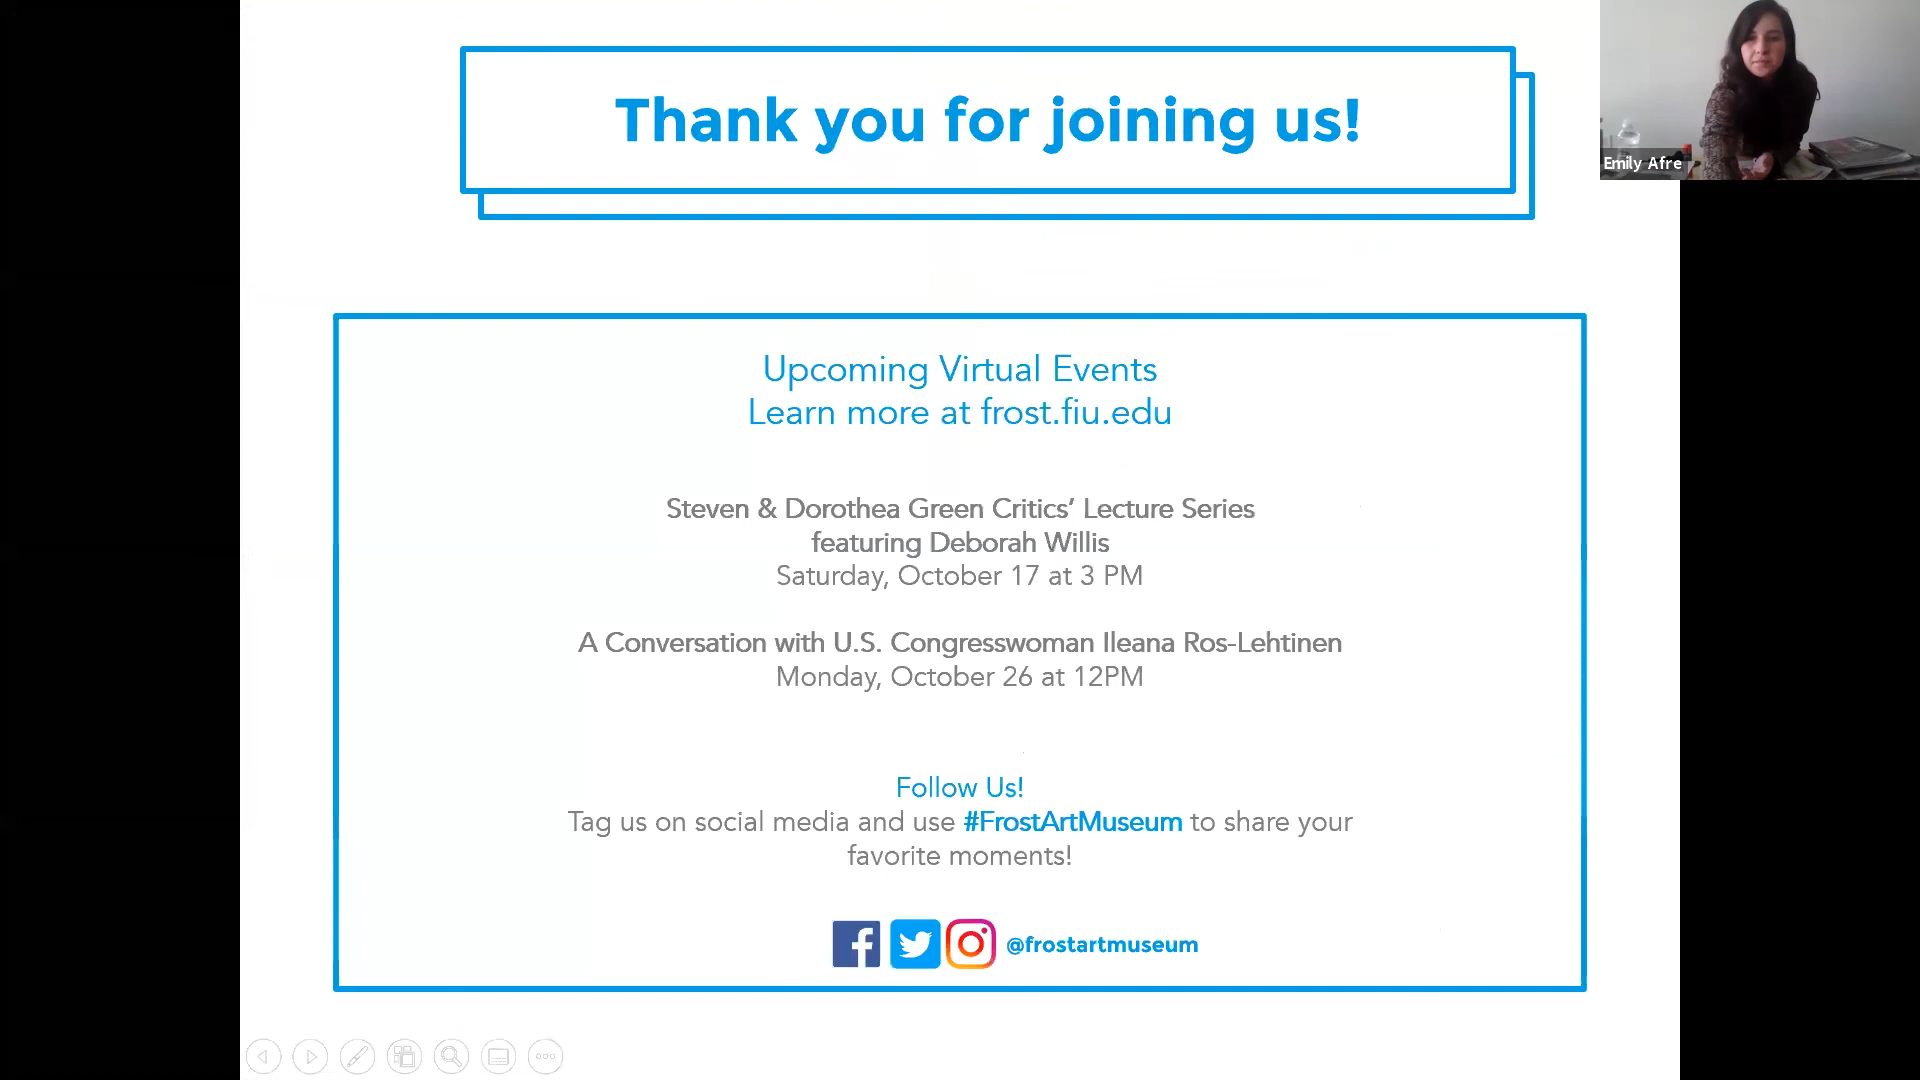 Thank you for joining us!
Emily Afre
Upcoming Virtual Events
Learn more at frost.fiu.edu
Steven & Dorothea Green Critics’ Lecture Series
featuring Deborah Willis
Saturday, October 17 at 3 PM
A Conversation with U.S. Congresswoman Ileana Ros-Lehtinen
Monday, October 26 at 12PM
Follow Us!
Tag us on social media and use #FrostArtMuseum to share your
favorite moments!
@frostartmuseum